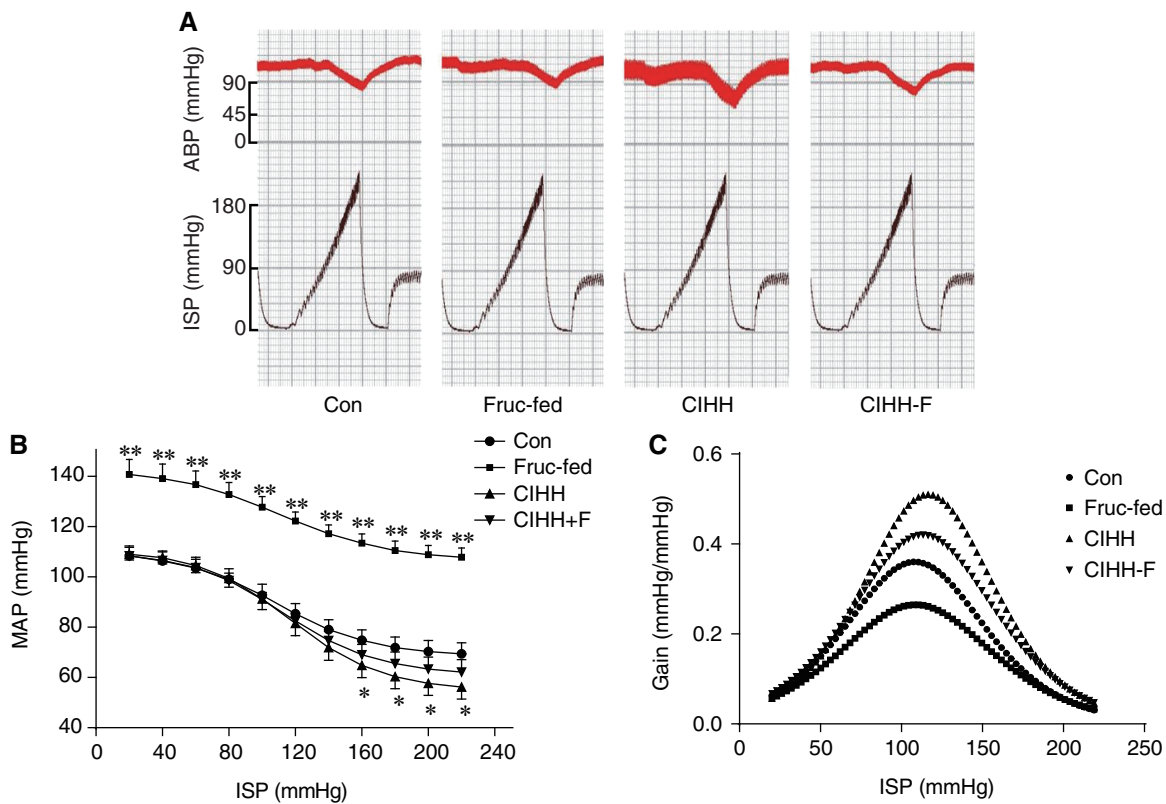 A
ABP (mmHg)
90
45
0
ISP (mmHg)
180
90
0
Con
Fruc-fed
CIHH
CIHH-F
B
MAP (mmHg)
140
120
100
80
60
40
** ** ** ** ** ** ** ** ** ** **
* * * *
0 40 80 120 160 200 240
ISP (mmHg)
Con
Fruc-fed
CIHH
CIHH+F
C
Gain (mmHg/mmHg)
0.6
0.4
0.2
0.0
0 50 100 150 200 250
ISP (mmHg)
Con
Fruc-fed
CIHH
CIHH-F